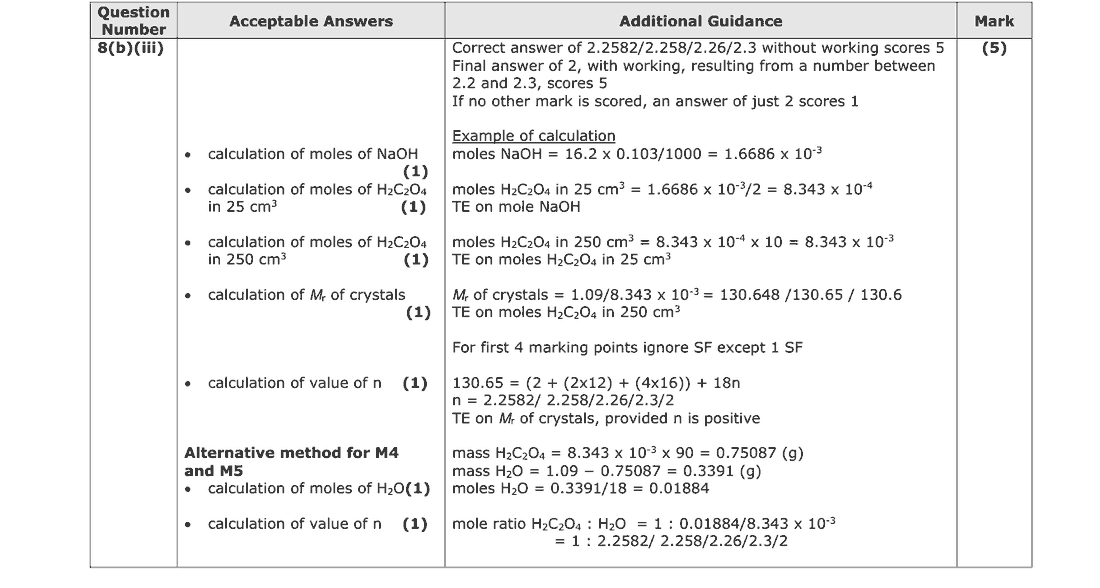 Question Number | Acceptable Answers | Additional Guidance | Mark
8(b)(iii) | Correct answer of 2.2582/2.258/2.26/2.3 without working scores 5 | (5)
Final answer of 2, with working, resulting from a number between
2.2 and 2.3, scores 5
If no other mark is scored, an answer of just 2 scores 1
Example of calculation
• calculation of moles of NaOH | moles NaOH = 16.2 x 0.103/1000 = 1.6686 x 10⁻³
(1)
• calculation of moles of H₂C₂O₄ | moles H₂C₂O₄ in 25 cm³ = 1.6686 x 10⁻³/2 = 8.343 x 10⁻⁴
in 25 cm³ (1) | TE on mole NaOH
• calculation of moles of H₂C₂O₄ | moles H₂C₂O₄ in 250 cm³ = 8.343 x 10⁻⁴ x 10 = 8.343 x 10⁻³
in 250 cm³ (1) | TE on moles H₂C₂O₄ in 25 cm³
• calculation of Mᵣ of crystals | Mᵣ of crystals = 1.09/8.343 x 10⁻³ = 130.648 /130.65 / 130.6
(1) | TE on moles H₂C₂O₄ in 250 cm³
For first 4 marking points ignore SF except 1 SF
• calculation of value of n (1) | 130.65 = (2 + (2x12) + (4x16)) + 18n
n = 2.2582/ 2.258/2.26/2.3/2
TE on Mᵣ of crystals, provided n is positive
Alternative method for M4 | mass H₂C₂O₄ = 8.343 x 10⁻³ x 90 = 0.75087 (g)
and M5 | mass H₂O = 1.09 – 0.75087 = 0.3391 (g)
• calculation of moles of H₂O(1) | moles H₂O = 0.3391/18 = 0.01884
• calculation of value of n (1) | mole ratio H₂C₂O₄ : H₂O = 1 : 0.01884/8.343 x 10⁻³
= 1 : 2.2582/ 2.258/2.26/2.3/2